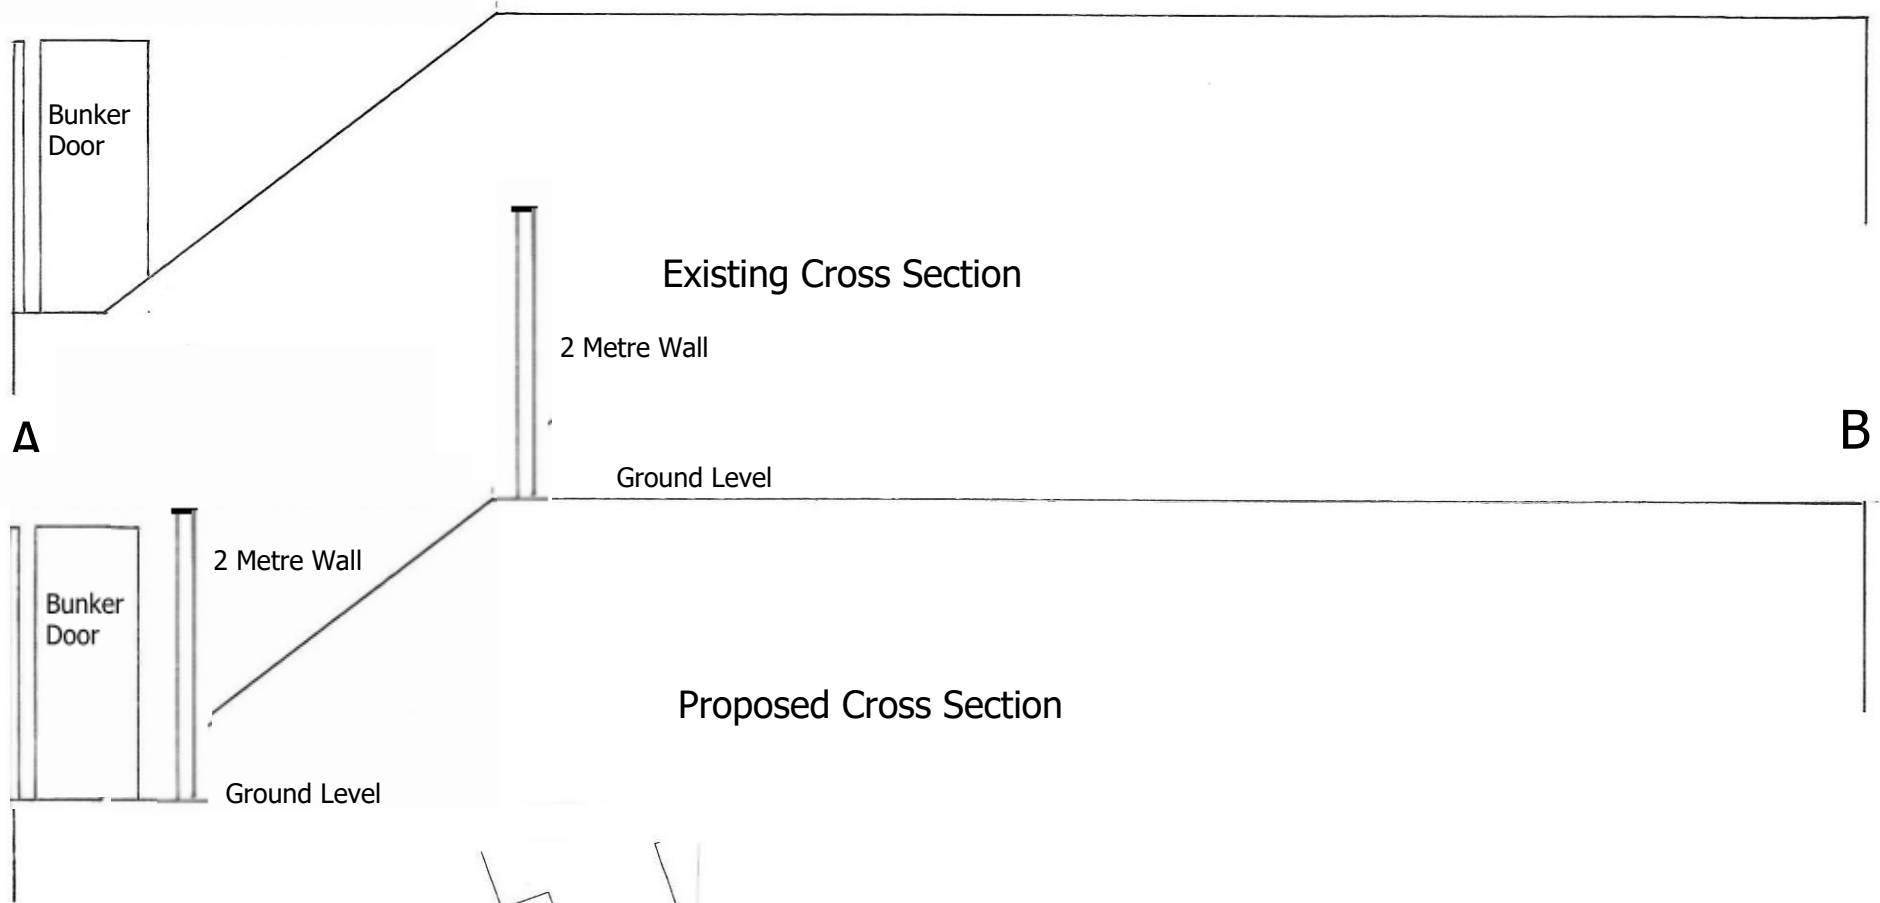 Bunker
Door
Existing Cross Section
2 Metre Wall
A
B
Ground Level
2 Metre Wall
Bunker
Door
Proposed Cross Section
Ground Level